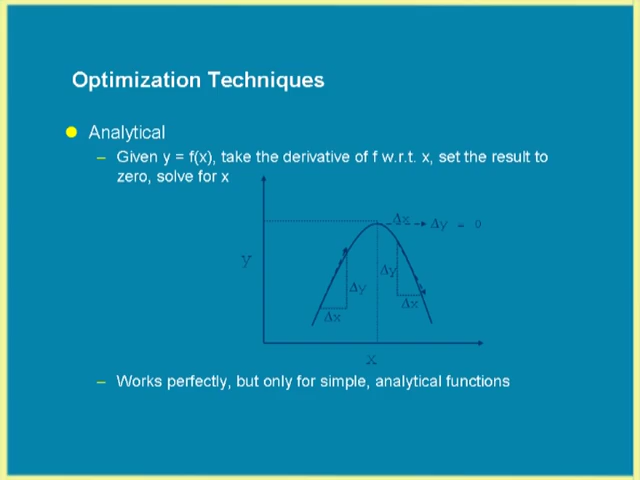 Optimization Techniques
Analytical
– Given y = f(x), take the derivative of f w.r.t. x, set the result to
zero, solve for x
Δx
Δy = 0
Y
Δy
Δy
Δx
Δx
X
– Works perfectly, but only for simple, analytical functions